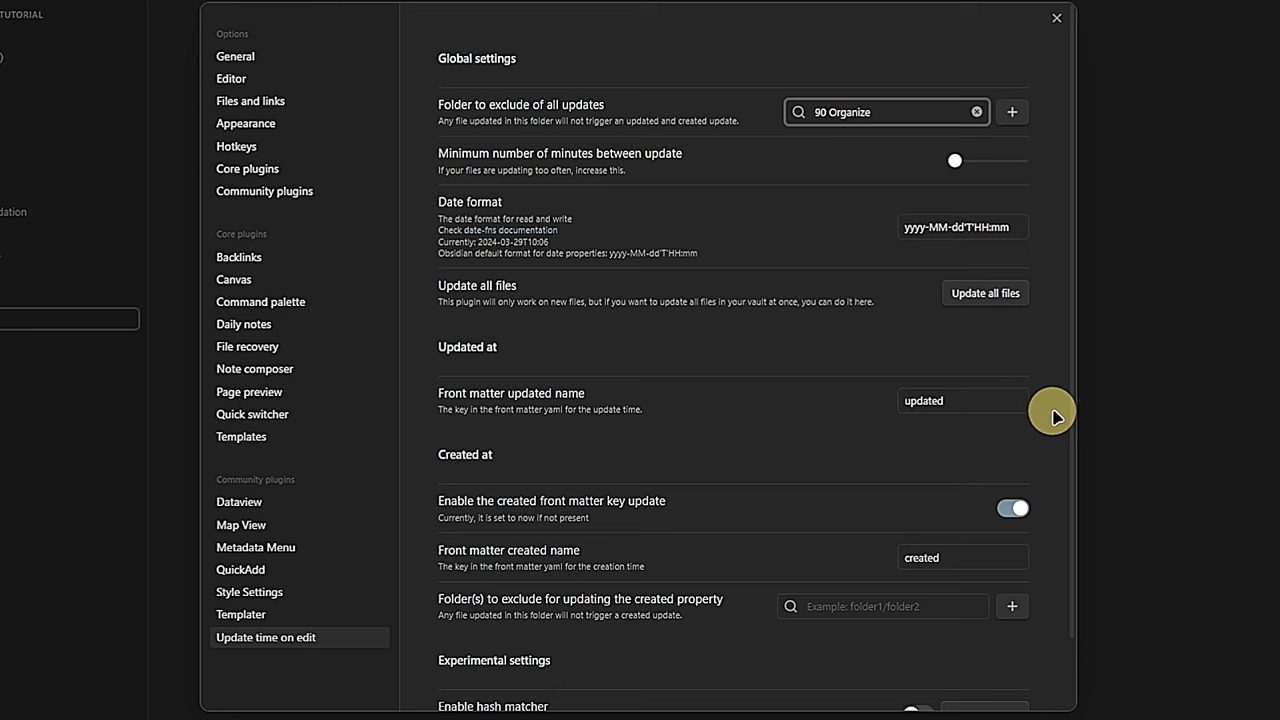 TUTORIAL
dation
Options
General
Editor
Files and links
Appearance
Hotkeys
Core plugins
Community plugins
Core plugins
Backlinks
Canvas
Command palette
Daily notes
File recovery
Note composer
Page preview
Quick switcher
Templates
Community plugins
Dataview
Map View
Metadata Menu
QuickAdd
Style Settings
Templater
Update time on edit
Global settings
Folder to exclude of all updates
Any file updated in this folder will not trigger an updated and created update.
90 Organize
Minimum number of minutes between update
If your files are updating too often, increase this.
Date format
The date format for read and write
Check date-fns documentation
Currently: 2024-03-29T10:06
Obsidian default format for date properties: yyyy-MM-dd'T'HH:mm
yyyy-MM-dd'T'HH:mm
Update all files
This plugin will only work on new files, but if you want to update all files in your vault at once, you can do it here.
Update all files
Updated at
Front matter updated name
The key in the front matter yaml for the update time.
updated
Created at
Enable the created front matter key update
Currently, it is set to now if not present
Front matter created name
The key in the front matter yaml for the creation time
created
Folder(s) to exclude for updating the created property
Any file updated in this folder will not trigger a created update.
Example: folder1/folder2
Experimental settings
Enable hash matcher